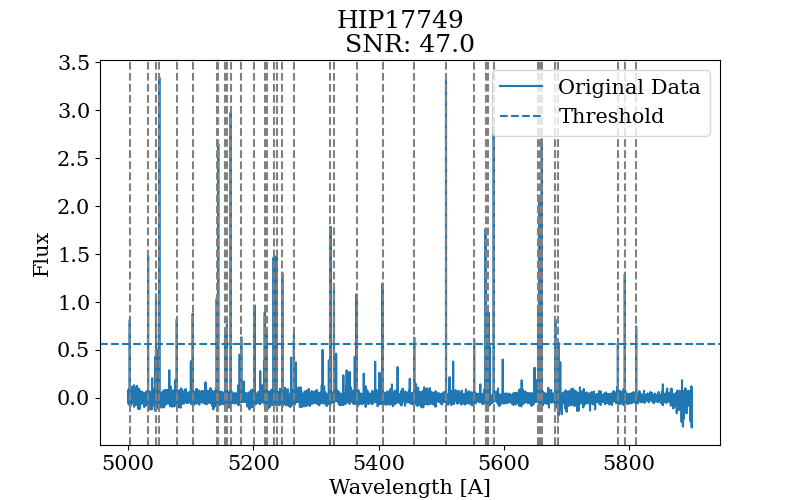 HIP17749
SNR: 47.0
3.5
3.0
2.5
2.0
1.5
1.0
0.5
0.0
Flux
Original Data
Threshold
5000 5200 5400 5600 5800
Wavelength [A]